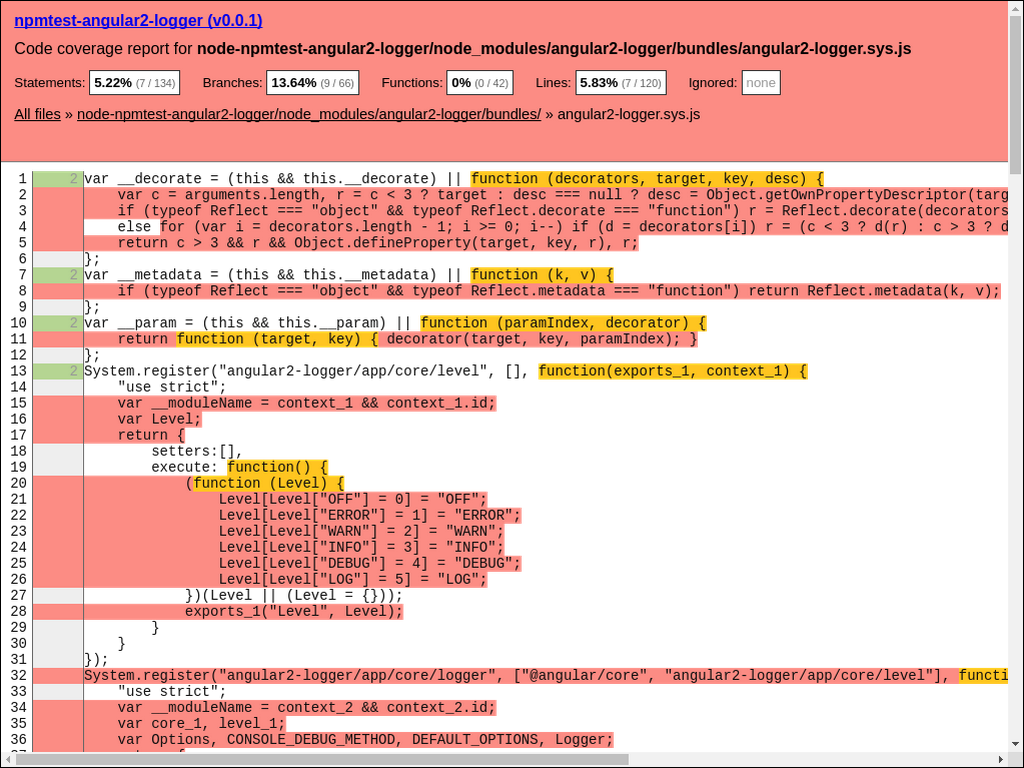 npmtest-angular2-logger (v0.0.1)
Code coverage report for node-npmtest-angular2-logger/node_modules/angular2-logger/bundles/angular2-logger.sys.js
Statements: 5.22% (7 / 134) Branches: 13.64% (9 / 66) Functions: 0% (0 / 42) Lines: 5.83% (7 / 120) Ignored: none
All files » node-npmtest-angular2-logger/node_modules/angular2-logger/bundles/ » angular2-logger.sys.js
1 2 var __decorate = (this && this.__decorate) || function (decorators, target, key, desc) {
2 var c = arguments.length, r = c < 3 ? target : desc === null ? desc = Object.getOwnPropertyDescriptor(targ
3 if (typeof Reflect === "object" && typeof Reflect.decorate === "function") r = Reflect.decorate(decorators
4 else for (var i = decorators.length - 1; i >= 0; i--) if (d = decorators[i]) r = (c < 3 ? d(r) : c > 3 ? d
5 return c > 3 && r && Object.defineProperty(target, key, r), r;
6 };
7 2 var __metadata = (this && this.__metadata) || function (k, v) {
8 if (typeof Reflect === "object" && typeof Reflect.metadata === "function") return Reflect.metadata(k, v);
9 };
10 2 var __param = (this && this.__param) || function (paramIndex, decorator) {
11 return function (target, key) { decorator(target, key, paramIndex); }
12 };
13 2 System.register("angular2-logger/app/core/level", [], function(exports_1, context_1) {
14 "use strict";
15 var __moduleName = context_1 && context_1.id;
16 var Level;
17 return {
18 setters:[],
19 execute: function() {
20 (function (Level) {
21 Level[Level["OFF"] = 0] = "OFF";
22 Level[Level["ERROR"] = 1] = "ERROR";
23 Level[Level["WARN"] = 2] = "WARN";
24 Level[Level["INFO"] = 3] = "INFO";
25 Level[Level["DEBUG"] = 4] = "DEBUG";
26 Level[Level["LOG"] = 5] = "LOG";
27 })(Level || (Level = {}));
28 exports_1("Level", Level);
29 }
30 }
31 });
32 System.register("angular2-logger/app/core/logger", ["@angular/core", "angular2-logger/app/core/level"], functi
33 "use strict";
34 var __moduleName = context_2 && context_2.id;
35 var core_1, level_1;
36 var Options, CONSOLE_DEBUG_METHOD, DEFAULT_OPTIONS, Logger;